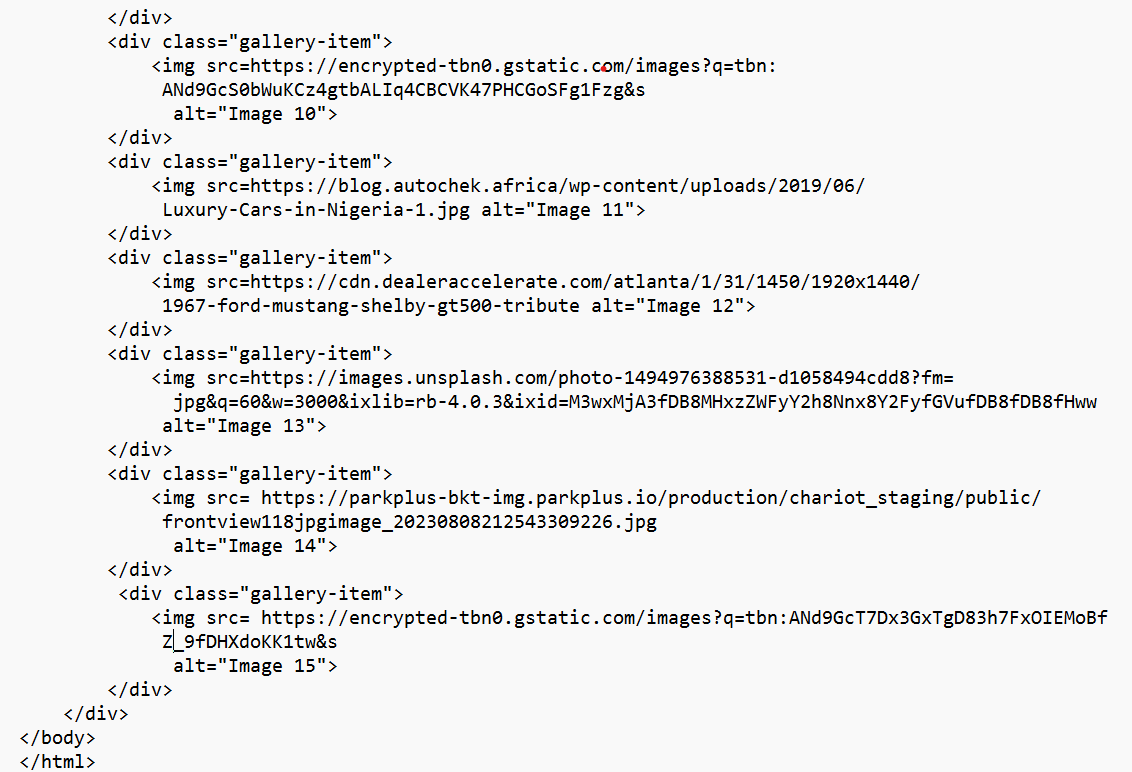 </div>
<div class="gallery-item">
<img src=https://encrypted-tbn0.gstatic.com/images?q=tbn:
ANd9GcS0bWuKCz4gtbALIq4CBCVK47PHCGoSFg1Fzg&s
alt="Image 10">
</div>
<div class="gallery-item">
<img src=https://blog.autochek.africa/wp-content/uploads/2019/06/
Luxury-Cars-in-Nigeria-1.jpg alt="Image 11">
</div>
<div class="gallery-item">
<img src=https://cdn.dealeraccelerate.com/atlanta/1/31/1450/1920x1440/
1967-ford-mustang-shelby-gt500-tribute alt="Image 12">
</div>
<div class="gallery-item">
<img src=https://images.unsplash.com/photo-1494976388531-d1058494cdd8?fm=
jpg&q=60&w=3000&ixlib=rb-4.0.3&ixid=M3wxMjA3fDB8MHxzZWFyY2h8Nnx8Y2FyfGVufDB8fDB8fHww
alt="Image 13">
</div>
<div class="gallery-item">
<img src= https://parkplus-bkt-img.parkplus.io/production/chariot_staging/public/
frontview118jpgimage_20230808212543309226.jpg
alt="Image 14">
</div>
<div class="gallery-item">
<img src= https://encrypted-tbn0.gstatic.com/images?q=tbn:ANd9GcT7Dx3GxTgD83h7FxOIEMoBf
Z_9fDHXdoKK1tw&s
alt="Image 15">
</div>
</div>
</body>
</html>